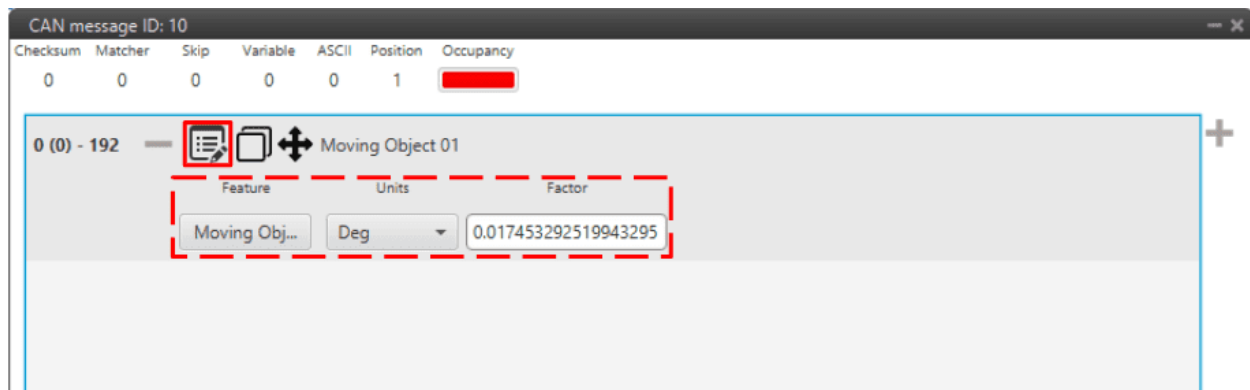 CAN message ID: 10
Checksum Matcher Skip Variable ASCII Position Occupancy
0 0 0 0 0 1
0 (0) - 192 Moving Object 01
Feature Units Factor
Moving Obj... Deg 0.017453292519943295